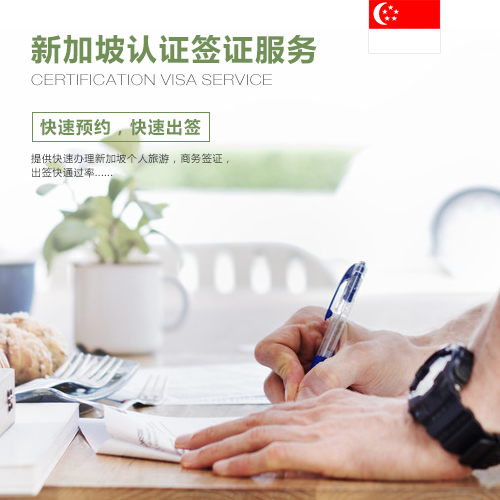 新加坡认证签证服务
CERTIFICATION VISA SERVICE
快速预约，快速出签
提供快速办理新加坡个人旅游，商务签证，
出签快通过率......